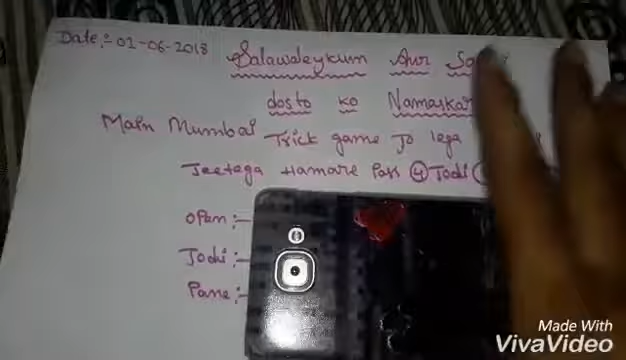 Date,:- 01-06-2018
Salawaleykum Aur
dosto ko Namaskar
Main Mumbai Trick game Jo lega
Jeetega Hamare Pass 4 Jodi
OPen:-
Jodi:-
Pane:-
Made With
VivaVideo